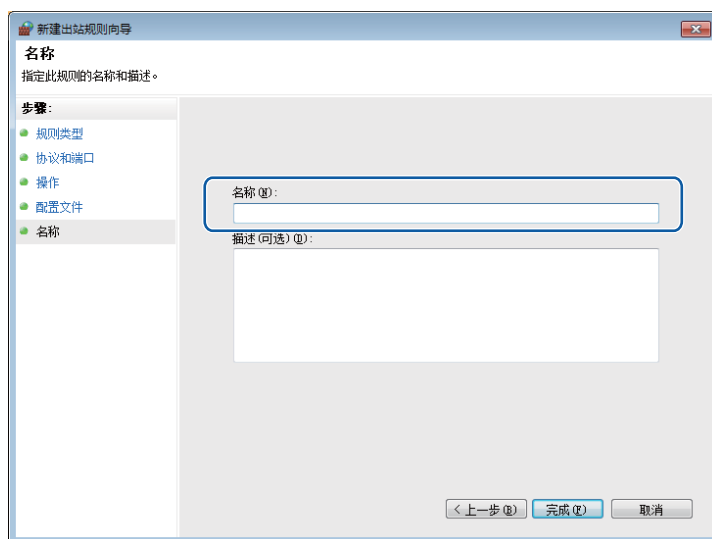 新建出站规则向导
名称
指定此规则的名称和描述。
步骤:
规则类型
协议和端口
操作
配置文件
名称
名称(N):
描述(可选)(D):
< 上一步(B)
完成(F)
取消